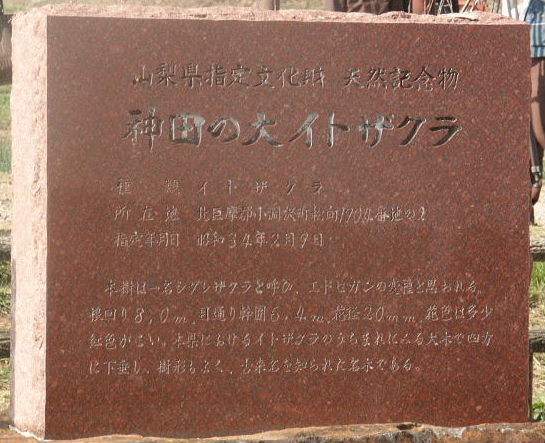 山梨県指定文化財 天然記念物
神田の大イトザクラ
種類 イトザクラ
所在地 北巨摩郡小淵沢町松向1904番地の2
指定年月日 昭和34年2月9日
本樹は一名シダレザクラと呼び、エドヒガンの変種と思われる。
根回り8.0m、目通り幹囲6.4m、花径20mm、花色は多少
紅色がこい。本県におけるイトザクラのうちまれにみる大木で四方
に下垂し、樹形もよく、古来名を知られた名木である。